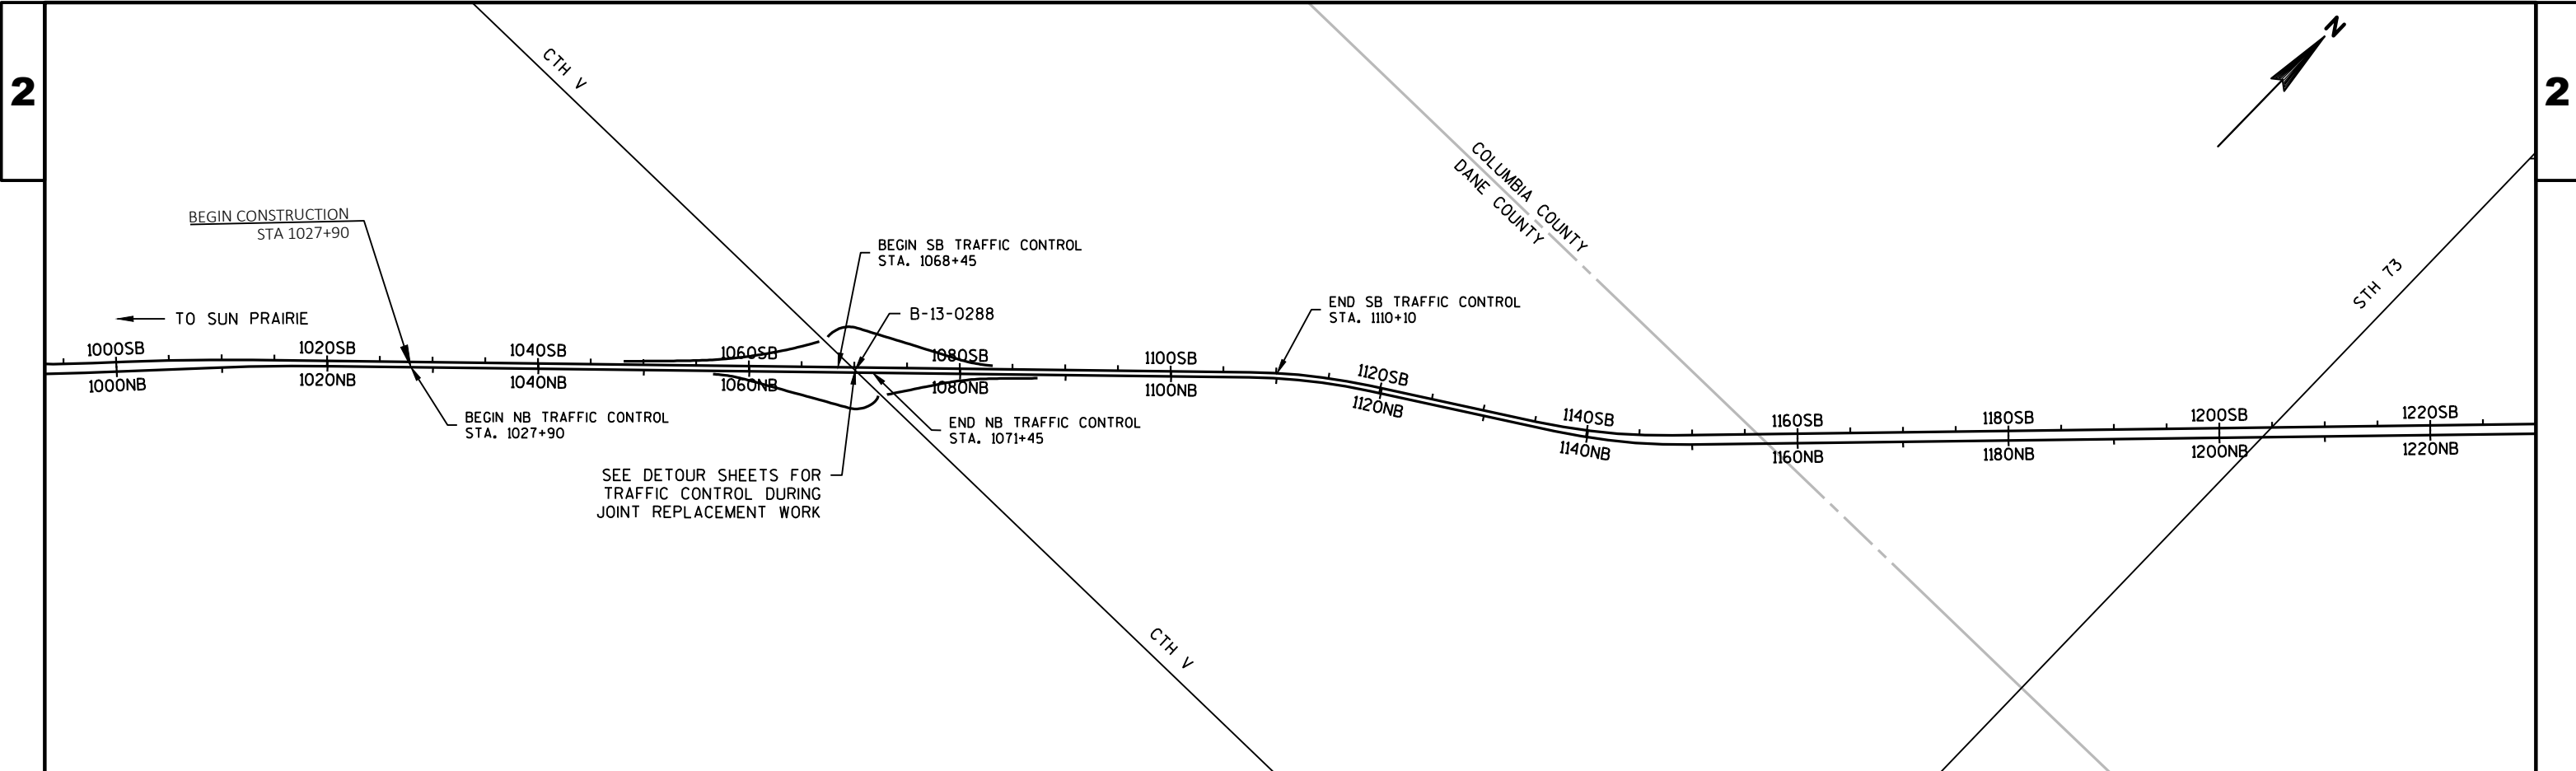 N
2
2
CTH V
COLUMBIA COUNTY
DANE COUNTY
STH 73
BEGIN CONSTRUCTION
STA 1027+90
BEGIN SB TRAFFIC CONTROL
STA. 1068+45
B-13-0288
END SB TRAFFIC CONTROL
STA. 1110+10
TO SUN PRAIRIE
1000SB
1020SB
1040SB
1060SB
1080SB
1100SB
1120SB
1140SB
1160SB
1180SB
1200SB
1220SB
1000NB
1020NB
1040NB
1060NB
1080NB
1100NB
1120NB
1140NB
1160NB
1180NB
1200NB
1220NB
BEGIN NB TRAFFIC CONTROL
STA. 1027+90
END NB TRAFFIC CONTROL
STA. 1071+45
SEE DETOUR SHEETS FOR
TRAFFIC CONTROL DURING
JOINT REPLACEMENT WORK
CTH V